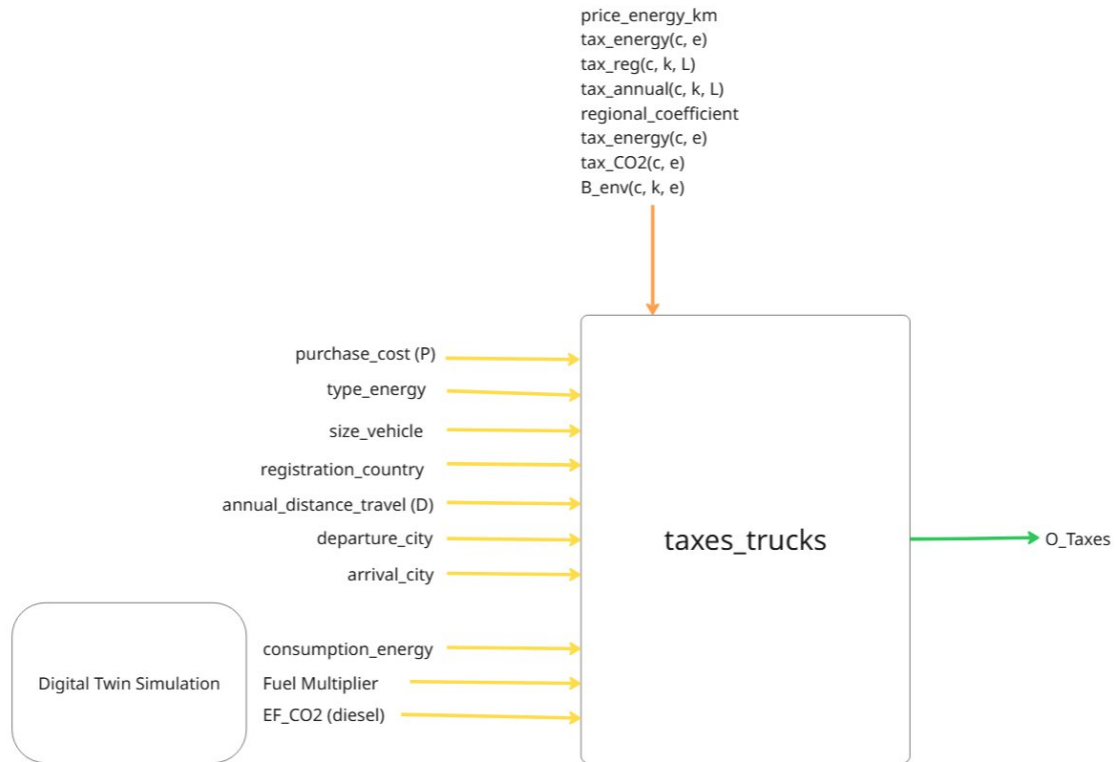 price_energy_km
tax_energy(c, e)
tax_reg(c, k, L)
tax_annual(c, k, L)
regional_coefficient
tax_energy(c, e)
tax_CO2(c, e)
B_env(c, k, e)
purchase_cost (P)
type_energy
size_vehicle
registration_country
annual_distance_travel (D)
departure_city
arrival_city
taxes_trucks
O_Taxes
Digital Twin Simulation
consumption_energy
Fuel Multiplier
EF_CO2 (diesel)